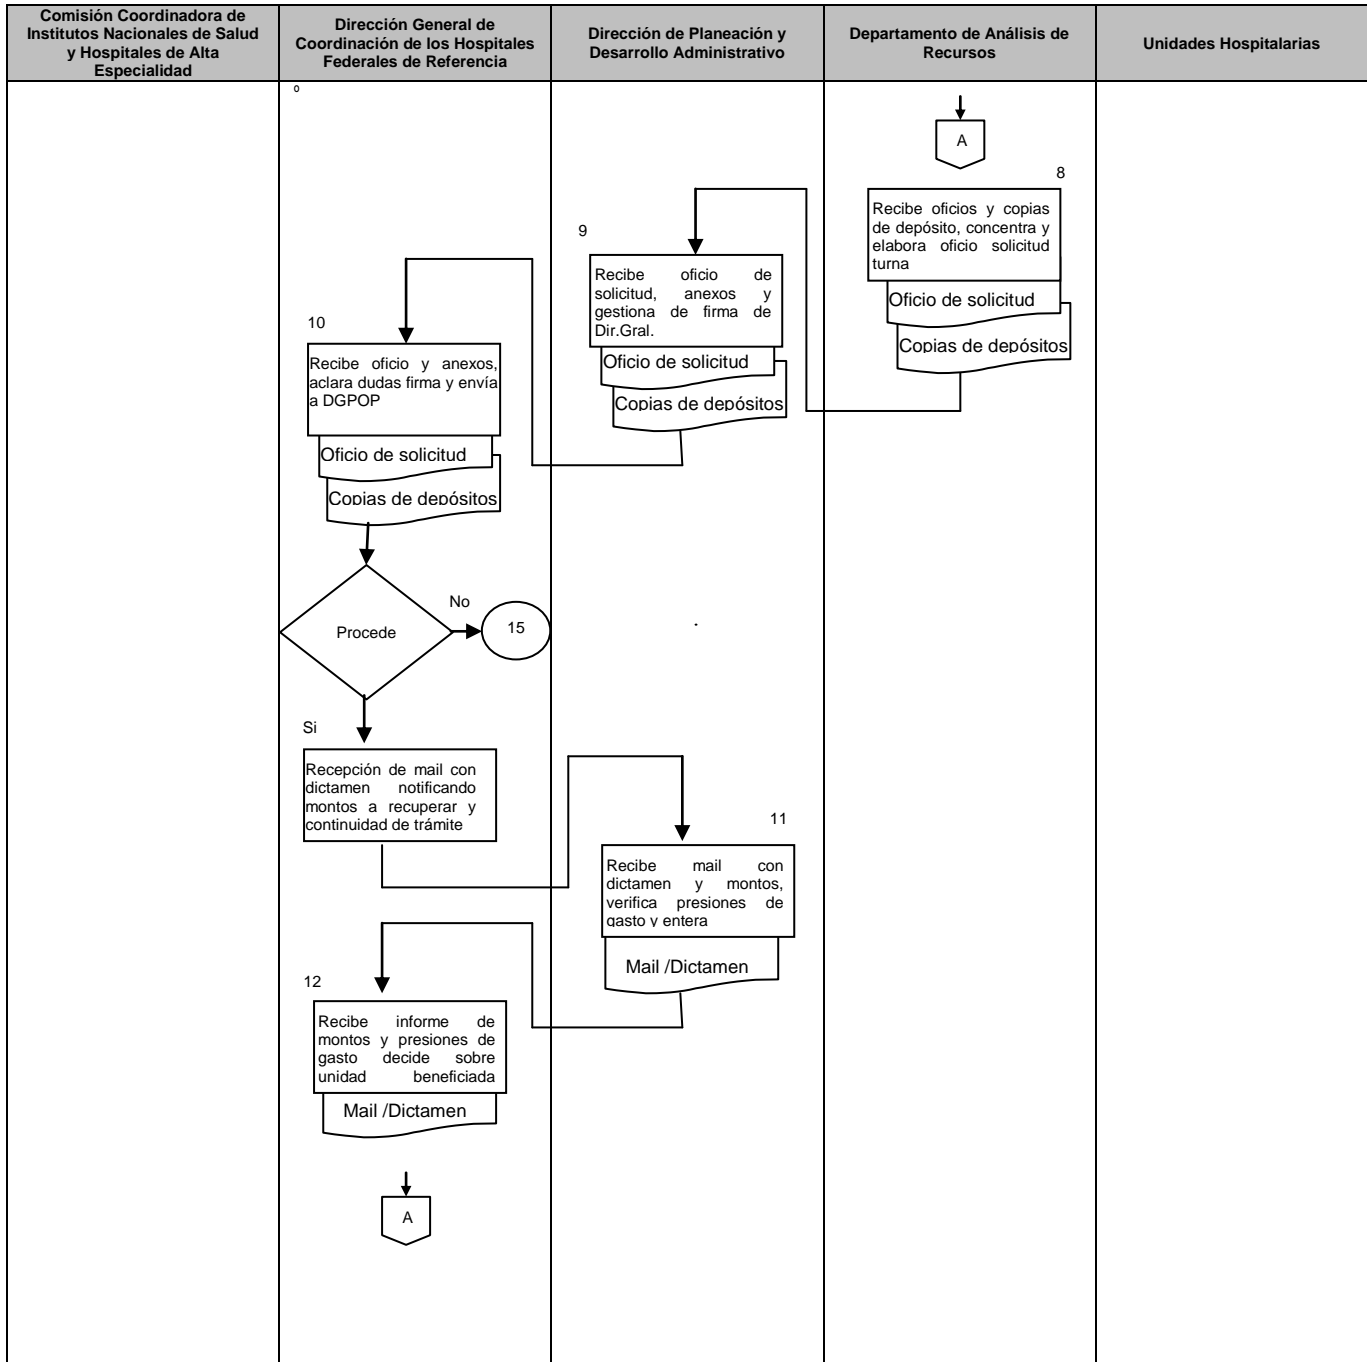 Comisión Coordinadora de
Institutos Nacionales de Salud
y Hospitales de Alta
Especialidad
Dirección General de
Coordinación de los Hospitales
Federales de Referencia
Dirección de Planeación y
Desarrollo Administrativo
Departamento de Análisis de
Recursos
Unidades Hospitalarias
o
A
8
Recibe oficios y copias
de depósito, concentra y
elabora oficio solicitud
turna
Oficio de solicitud
Copias de depósitos
9
Recibe oficio de
solicitud, anexos y
gestiona de firma de
Dir.Gral.
Oficio de solicitud
Copias de depósitos
10
Recibe oficio y anexos,
aclara dudas firma y envía
a DGPOP
Oficio de solicitud
Copias de depósitos
Procede
No
15
.
Si
Recepción de mail con
dictamen notificando
montos a recuperar y
continuidad de trámite
11
Recibe mail con
dictamen y montos,
verifica presiones de
gasto y entera
Mail /Dictamen
12
Recibe informe de
montos y presiones de
gasto decide sobre
unidad beneficiada
Mail /Dictamen
A